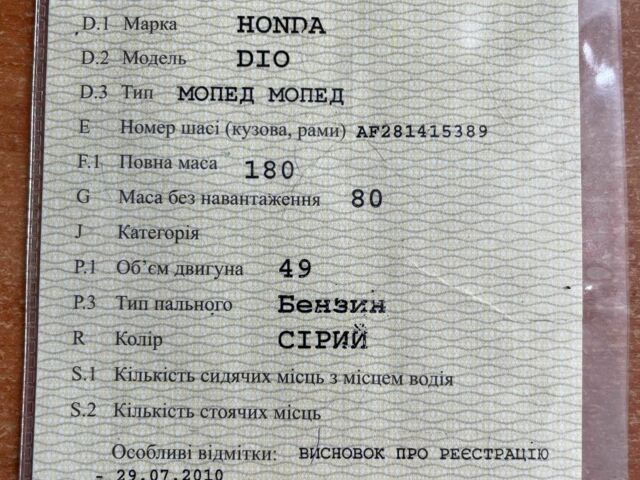 D.1 Марка HONDA
D.2 Модель DIO
D.3 Тип МОПЕД МОПЕД
E Номер шасі (кузова, рами) AF281415389
F.1 Повна маса 180
G Маса без навантаження 80
J Категорія
P.1 Об'єм двигуна 49
P.3 Тип пального Бензин
R Колір СІРИЙ
S.1 Кількість сидячих місць з місцем водія
S.2 Кількість стоячих місць
Особливі відмітки: ВИСНОВОК ПРО РЕЄСТРАЦІЮ
- 29.07.2010